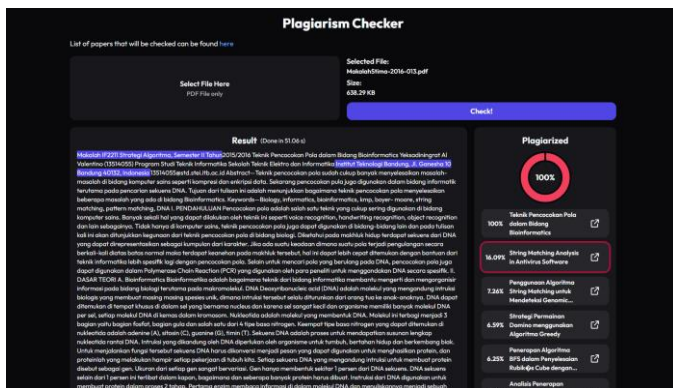 Plagiarism Checker
List of papers that will be checked can be found here
Select File Here
PDF File only
Selected File:
MakalahStima-2016-013.pdf
Size:
638.29 KB
Check!
Result (Done in 51.06 s)
Makalah IF2211 Strategi Algoritma, Semester II Tahun 2015/2016 Teknik Pencocokan Pola dalam Bidang Bioinformatics Yeksadiningrat Al
Valentino (13514055) Program Studi Teknik Informatika Sekolah Teknik Elektro dan Informatika Institut Teknologi Bandung, Jl. Ganesha 10
Bandung 40132, Indonesia 13514055@std.stei.itb.ac.id Abstract-- Teknik pencocokan pola sudah cukup banyak menyelesaikan masalah-
masalah di bidang komputer sains seperti kompresi dan enkripsi data. Sekarang pencocokan pola juga digunakan dalam bidang informatik
terutama pada pencarian sekuens DNA. Tujuan dari tulisan ini adalah menunjukkan bagaimana teknik pencocokan pola menyelesaikan
beberapa masalah yang ada di bidang Bioinformatics. Keywords--Biology, informatics, bioinformatics, kmp, boyer- moore, string
matching, pattern matching, DNA I. PENDAHULUAN Pencocokan pola adalah salah satu teknik yang cukup sering digunakan di bidang
komputer sains. Banyak sekali hal yang dapat dilakukan oleh teknik ini seperti voice recognition, handwriting recognition, object recognition
dan lain sebagainya. Tidak hanya di komputer sains, teknik pencocokan pola juga dapat digunakan di bidang-bidang lain dan pada tulisan
kali ini akan ditunjukkan kegunaan dari teknik pencocokan pola di bidang biologi. Diketahui pada makhluk hidup terdapat sekuens dari DNA
yang dapat direpresentasikan sebagai kumpulan dari karakter. Jika ada suatu keadaan dimana suatu pola terjadi pengulangan secara
berkali-kali diatas batas normal maka terdapat keanehan pada makhluk tersebut, hal ini dapat lebih cepat ditemukan dengan bantuan dari
teknik informatika lebih spesifik lagi dengan dengan teknik pencocokan pola. Selain untuk mencari pola yang berulang pada DNA, pencocokan pola juga
dapat digunakan dalam Polymerase Chain Reaction (PCR) yang digunakan oleh para peneliti untuk menggandakan DNA secara spesifik. II.
DASAR TEORI A. Bioinformatics Bioinformatics adalah bagaimana teknik dari bidang informatika membantu mengerti dan mengorganisir
informasi pada bidang biologi terutama pada makromolekul. DNA Deoxyribonucleic acid (DNA) adalah molekul yang mengandung intruksi
biologis yang membuat masing masing spesies unik, dimana intruksi tersebut selalu diturunkan dari orang tua ke anak-anaknya. DNA dapat
ditemukan di tempat khusus di dalam sel yang bernama nucleus dan karena sel sangat kecil dan organisme memiliki banyak molekul DNA
per sel, setiap molekul DNA di kemas dalam kromosom. Nukleotida adalah molekul yang membentuk DNA. Molekul ini terbagi menjadi 3
bagian yaitu bagian fosfat, bagian gula dan salah satu dari 4 tipe basa nitrogen. Keempat tipe basa nitrogen yang dapat ditemukan di
nukleotida adalah adenine (A), sitosin (C), guanine (G), timin (T). Sekuens DNA adalah proses untuk mendapatkan susunan lengkap
nukleotida rantai DNA. Intruksi yang dikandung oleh DNA diperlukan oleh organisme untuk tumbuh, bertahan hidup dan berkembang biak.
Untuk menjalankan fungsi tersebut sekuens DNA harus dikonversi menjadi pesan yang dapat digunakan untuk menghasilkan protein, dan
proteinlah yang melakukan hampir setiap pekerjaan di tubuh kita. Setiap sekuens DNA yang mengandung intruksi untuk membuat protein
disebut sebagai gen. Ukuran dari setiap gen sangat bervariasi. Gen hanya membentuk sekitar 1 persen dari DNA sekuens. DNA sekuens
selain dari 1 persen ini terlibat dalam kapan, bagaimana dan seberapa banyak protein harus dibuat. Instruksi dari DNA digunakan untuk
membuat protein dalam proses 2 tahap. Pertama enzim membaca informasi di dalam molekul DNA dan menyalinnya menjadi sebuah
Plagiarized
100%
100% Teknik Pencocokan Pola dalam Bidang Bioinformatics
16.09% String Matching Analysis in Antivirus Software
7.26% Penggunaan Algoritma String Matching untuk Mendeteksi Genomic...
6.59% Strategi Permainan Domino menggunakan Algoritma Greedy
6.25% Penerapan Algoritma BFS dalam Penyelesaian Rubik�s Cube dengan...
Analisis Penerapan